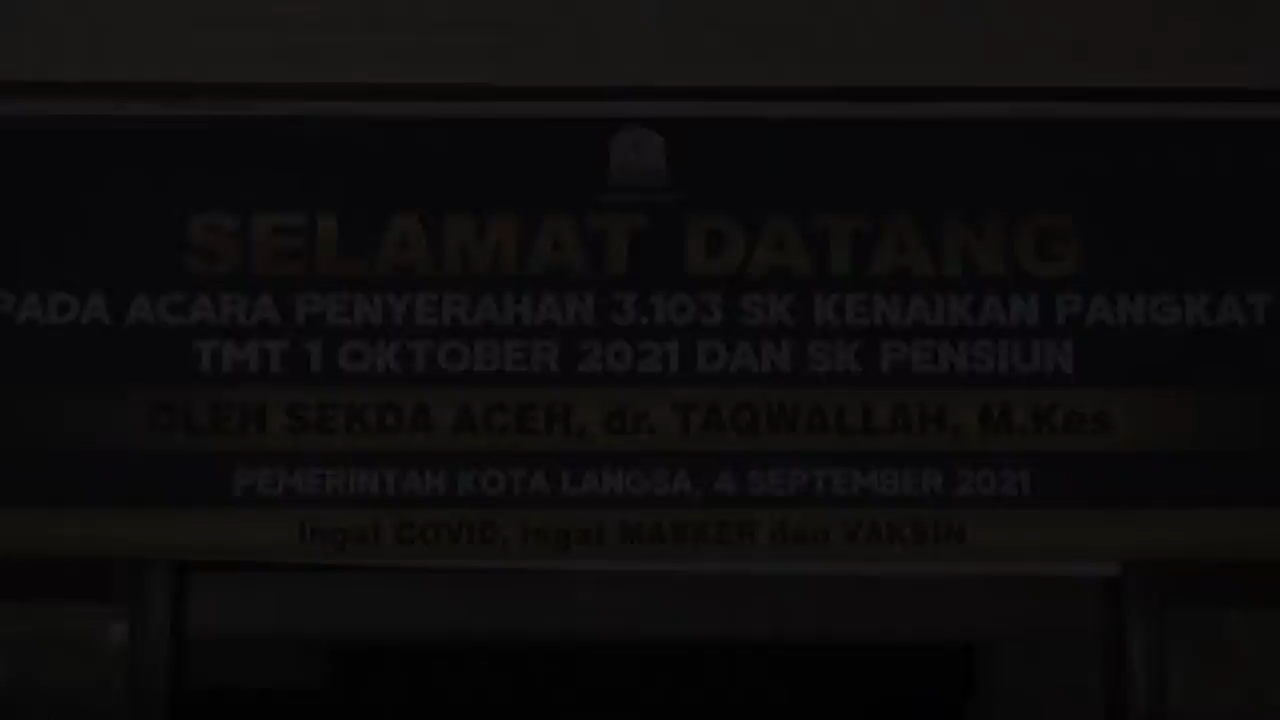 SELAMAT DATANG
PADA ACARA PENYERAHAN 3.103 SK KENAIKAN PANGKAT
TMT 1 OKTOBER 2021 DAN SK PENSIUN
OLEH SEKDA ACEH, dr. TAQWALLAH, M.Kes
PEMERINTAH KOTA LANGSA, 4 SEPTEMBER 2021
Ingat COVID, Ingat MASKER dan VAKSIN